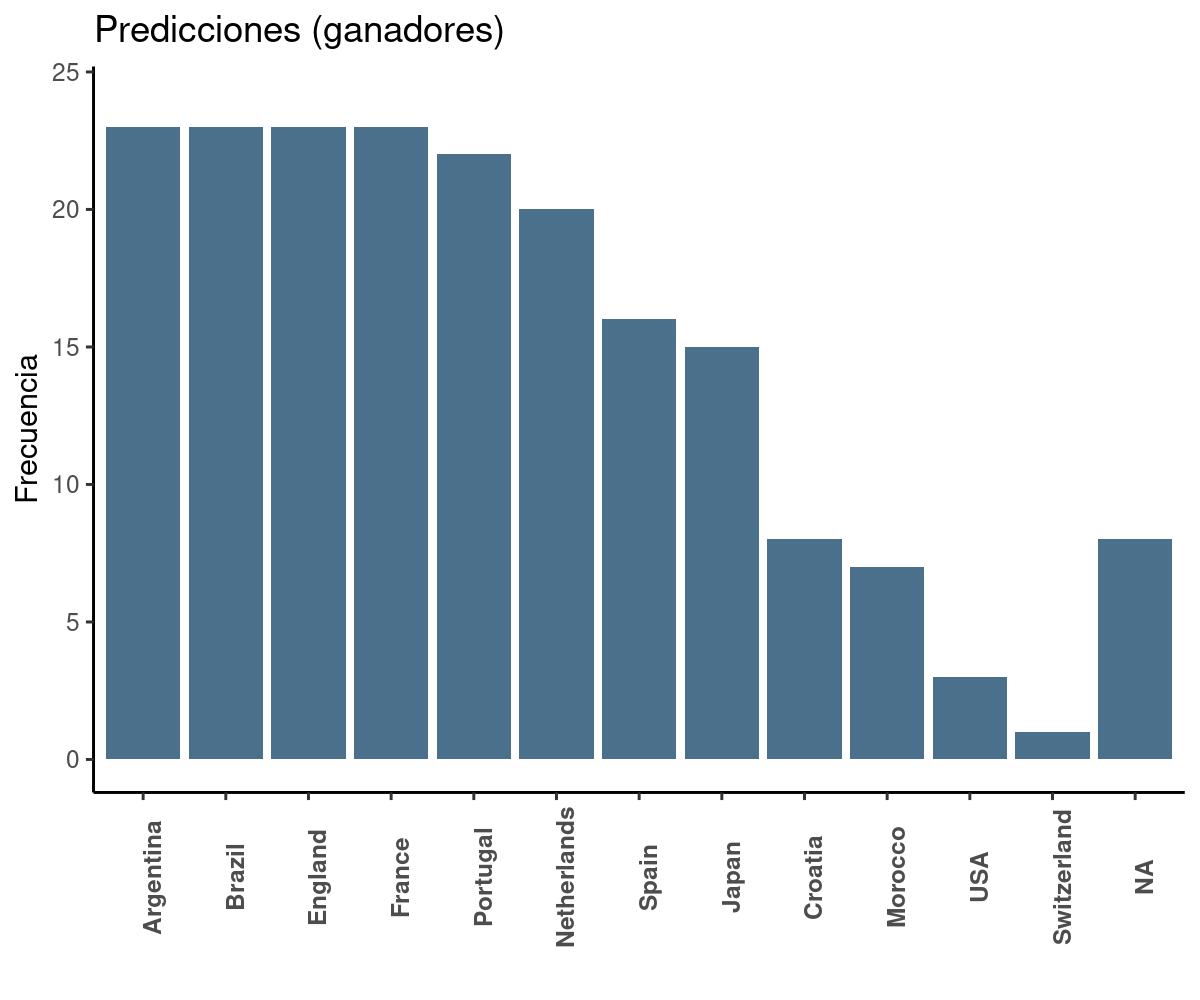 Predicciones (ganadores)
Frecuencia
25
20
15
10
5
0
Argentina
Brazil
England
France
Portugal
Netherlands
Spain
Japan
Croatia
Morocco
USA
Switzerland
NA